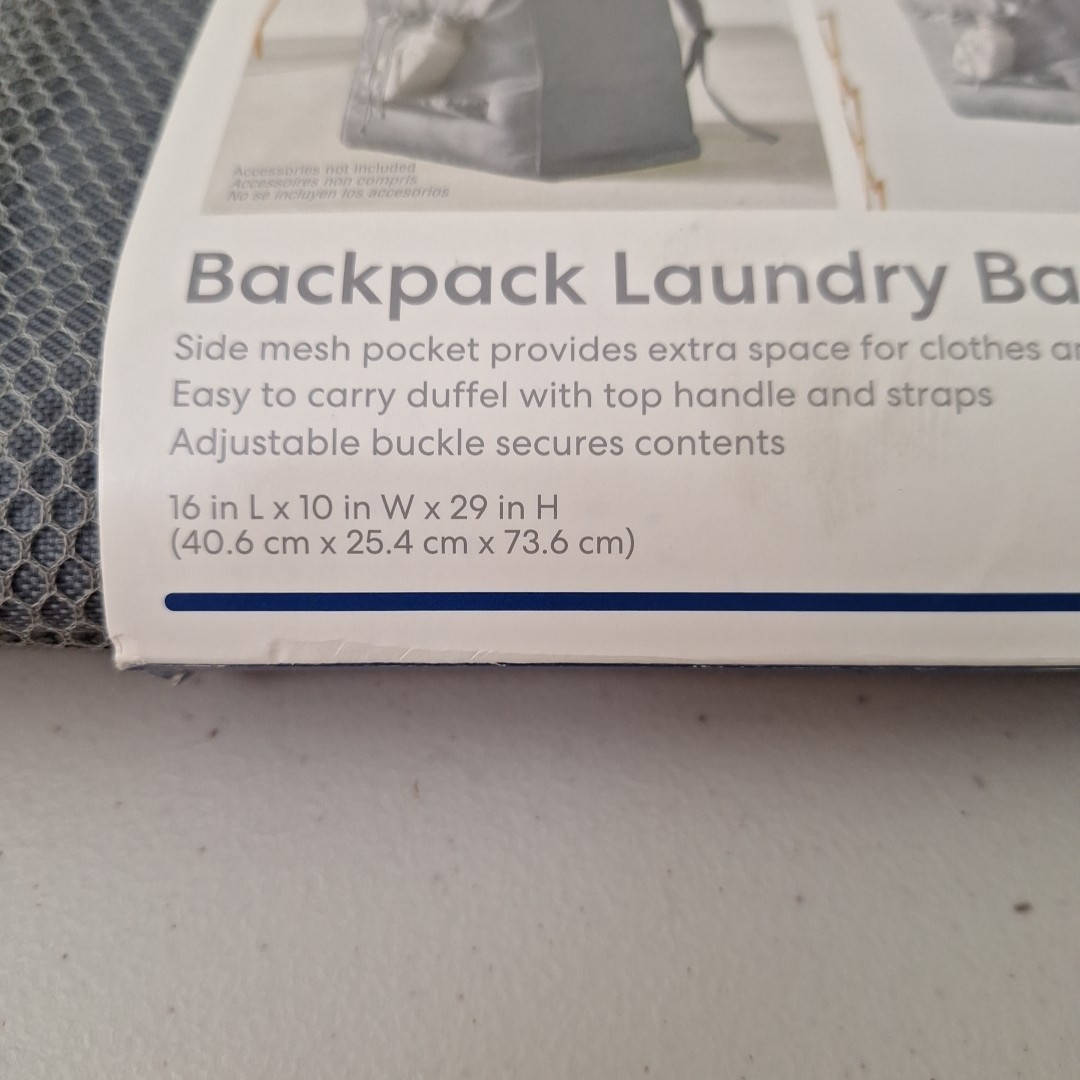 Accessories not included
Accessoires non compris
No se incluyen los accesorios
Backpack Laundry Ba
Side mesh pocket provides extra space for clothes ar
Easy to carry duffel with top handle and straps
Adjustable buckle secures contents
16 in L x 10 in W x 29 in H
(40.6 cm x 25.4 cm x 73.6 cm)